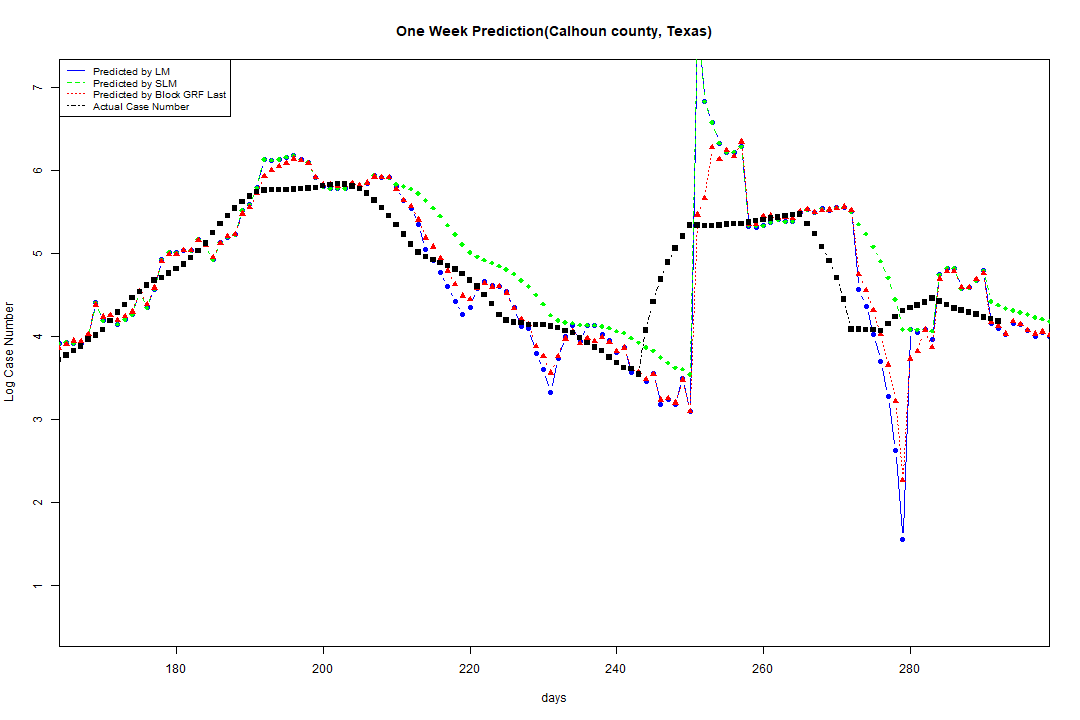 One Week Prediction(Calhoun county, Texas)
Predicted by LM
Predicted by SLM
Predicted by Block GRF Last
Actual Case Number
7
6
5
4
3
2
1
Log Case Number
180 200 220 240 260 280
days